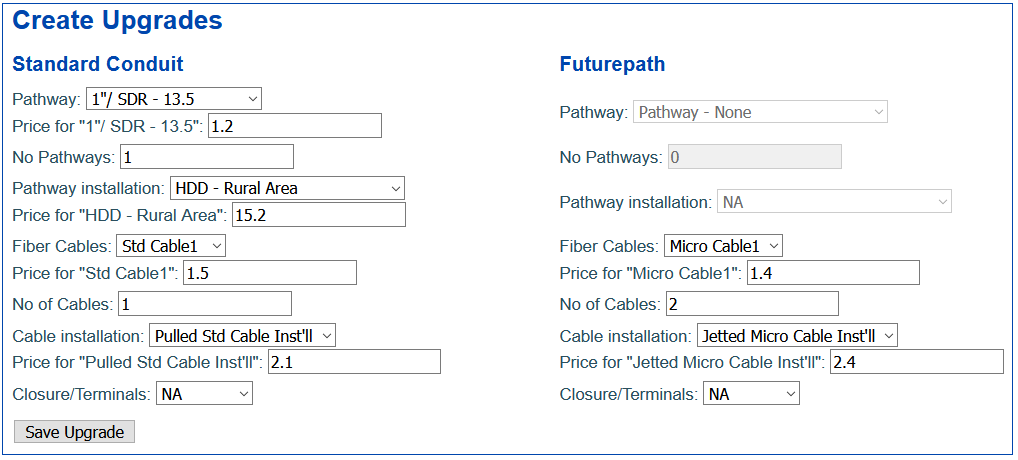 Create Upgrades
Standard Conduit
Pathway: 1"/ SDR - 13.5
Price for "1"/ SDR - 13.5": 1.2
No Pathways: 1
Pathway installation: HDD - Rural Area
Price for "HDD - Rural Area": 15.2
Fiber Cables: Std Cable1
Price for "Std Cable1": 1.5
No of Cables: 1
Cable installation: Pulled Std Cable Inst'll
Price for "Pulled Std Cable Inst'll": 2.1
Closure/Terminals: NA
Save Upgrade
Futurepath
Pathway: Pathway - None
No Pathways: 0
Pathway installation: NA
Fiber Cables: Micro Cable1
Price for "Micro Cable1": 1.4
No of Cables: 2
Cable installation: Jetted Micro Cable Inst'll
Price for "Jetted Micro Cable Inst'll": 2.4
Closure/Terminals: NA